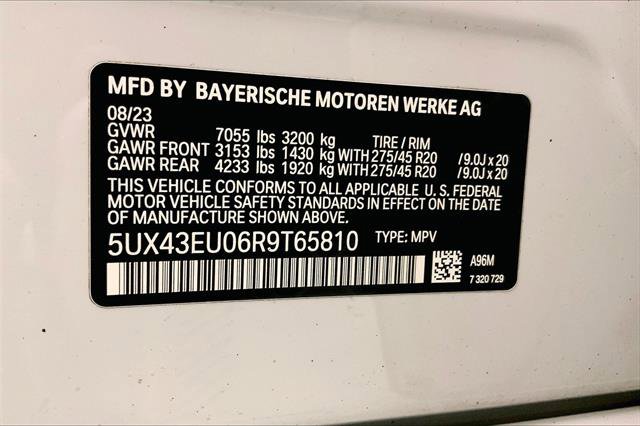 MFD BY BAYERISCHE MOTOREN WERKE AG
08/23
GVWR 7055 lbs 3200 kg TIRE / RIM
GAWR FRONT 3153 lbs 1430 kg WITH 275/45 R20 /9.0J x 20
GAWR REAR 4233 lbs 1920 kg WITH 275/45 R20 /9.0J x 20
THIS VEHICLE CONFORMS TO ALL APPLICABLE U.S. FEDERAL
MOTOR VEHICLE SAFETY STANDARDS IN EFFECT ON THE DATE
OF MANUFACTURE SHOWN ABOVE.
5UX43EU06R9T65810 TYPE: MPV
A96M
7 320 729